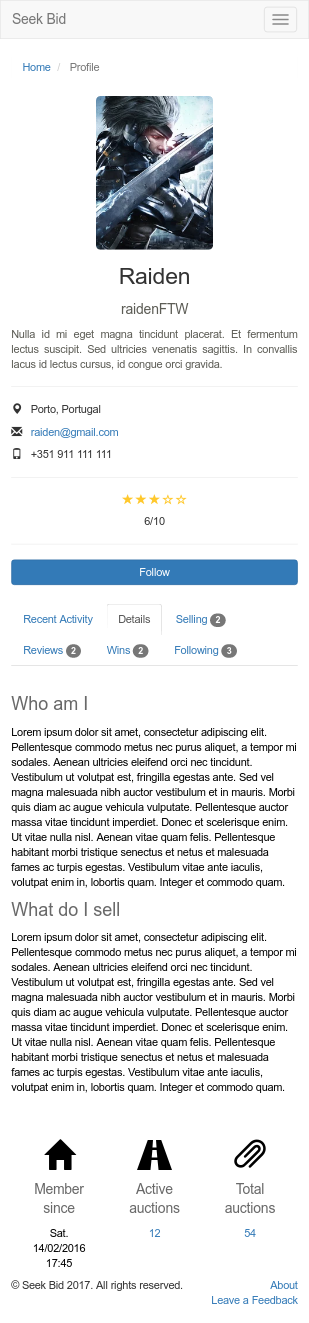 Seek Bid
Home / Profile
Raiden
raidenFTW
Nulla id mi eget magna tincidunt placerat. Et fermentum
lectus suscipit. Sed ultricies venenatis sagittis. In convallis
lacus id lectus cursus, id congue orci gravida.
Porto, Portugal
raiden@gmail.com
+351 911 111 111
6/10
Follow
Recent Activity Details Selling 2
Reviews 2 Wins 2 Following 3
Who am I
Lorem ipsum dolor sit amet, consectetur adipiscing elit.
Pellentesque commodo metus nec purus aliquet, a tempor mi
sodales. Aenean ultricies eleifend orci nec tincidunt.
Vestibulum ut volutpat est, fringilla egestas ante. Sed vel
magna malesuada nibh auctor vestibulum et in mauris. Morbi
quis diam ac augue vehicula vulputate. Pellentesque auctor
massa vitae tincidunt imperdiet. Donec et scelerisque enim.
Ut vitae nulla nisl. Aenean vitae quam felis. Pellentesque
habitant morbi tristique senectus et netus et malesuada
fames ac turpis egestas. Vestibulum vitae ante iaculis,
volutpat enim in, lobortis quam. Integer et commodo quam.
What do I sell
Lorem ipsum dolor sit amet, consectetur adipiscing elit.
Pellentesque commodo metus nec purus aliquet, a tempor mi
sodales. Aenean ultricies eleifend orci nec tincidunt.
Vestibulum ut volutpat est, fringilla egestas ante. Sed vel
magna malesuada nibh auctor vestibulum et in mauris. Morbi
quis diam ac augue vehicula vulputate. Pellentesque auctor
massa vitae tincidunt imperdiet. Donec et scelerisque enim.
Ut vitae nulla nisl. Aenean vitae quam felis. Pellentesque
habitant morbi tristique senectus et netus et malesuada
fames ac turpis egestas. Vestibulum vitae ante iaculis,
volutpat enim in, lobortis quam. Integer et commodo quam.
Member
since
Sat.
14/02/2016
17:45
Active
auctions
12
Total
auctions
54
© Seek Bid 2017. All rights reserved.
About
Leave a Feedback